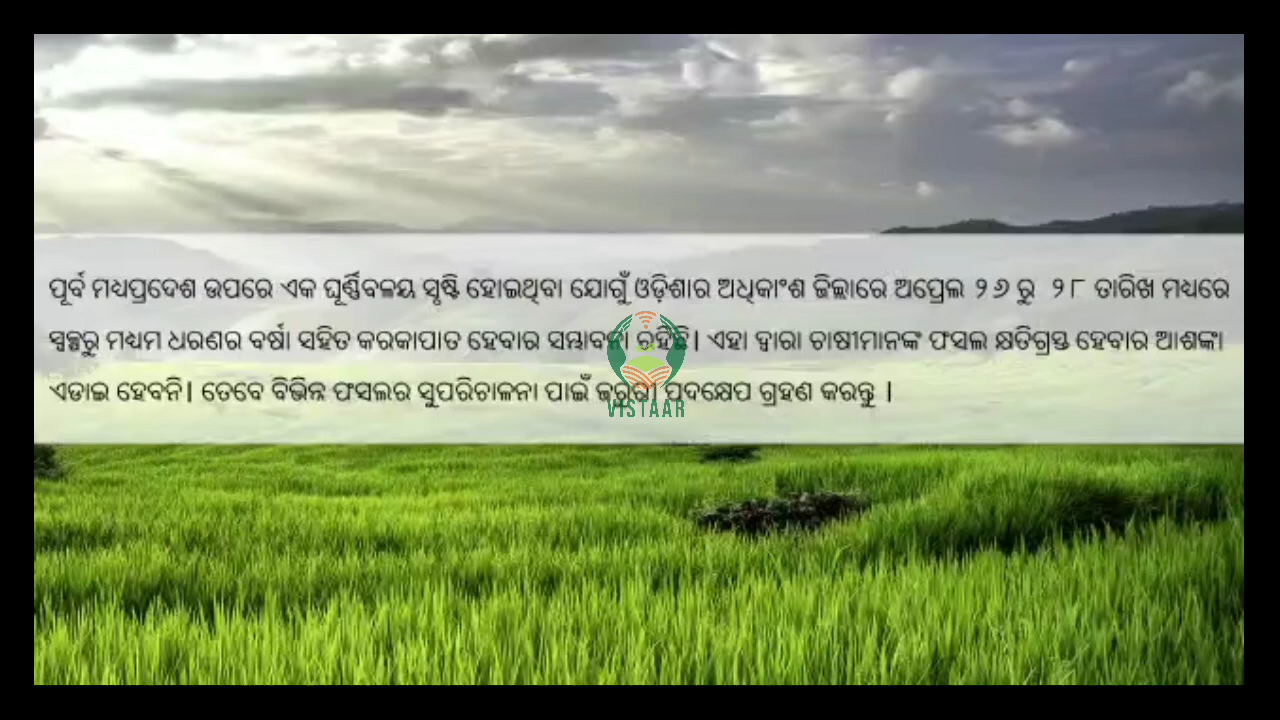 ପୂର୍ବ ମଧ୍ୟପ୍ରଦେଶ ଉପରେ ଏକ ଘୂର୍ଣ୍ଣିବଳୟ ସୃଷ୍ଟି ହୋଇଥିବା ଯୋଗୁଁ ଓଡ଼ିଶାର ଅଧିକାଂଶ ଜିଲ୍ଲାରେ ଅପ୍ରେଲ ୨୬ ରୁ ୨୮ ତାରିଖ ମଧ୍ୟରେ
ସ୍ୱଳ୍ପରୁ ମଧ୍ୟମ ଧରଣର ବର୍ଷା ସହିତ କରକାପାତ ହେବାର ସମ୍ଭାବନା ରହିଛି। ଏହା ଦ୍ୱାରା ଚାଷୀମାନଙ୍କ ଫସଲ କ୍ଷତିଗ୍ରସ୍ତ ହେବାର ଆଶଙ୍କା
ଏଡାଇ ହେବନି। ତେବେ ବିଭିନ୍ନ ଫସଲର ସୁପରିଚାଳନା ପାଇଁ ଜରୁରୀ ପଦକ୍ଷେପ ଗ୍ରହଣ କରନ୍ତୁ ।
VISTAAR